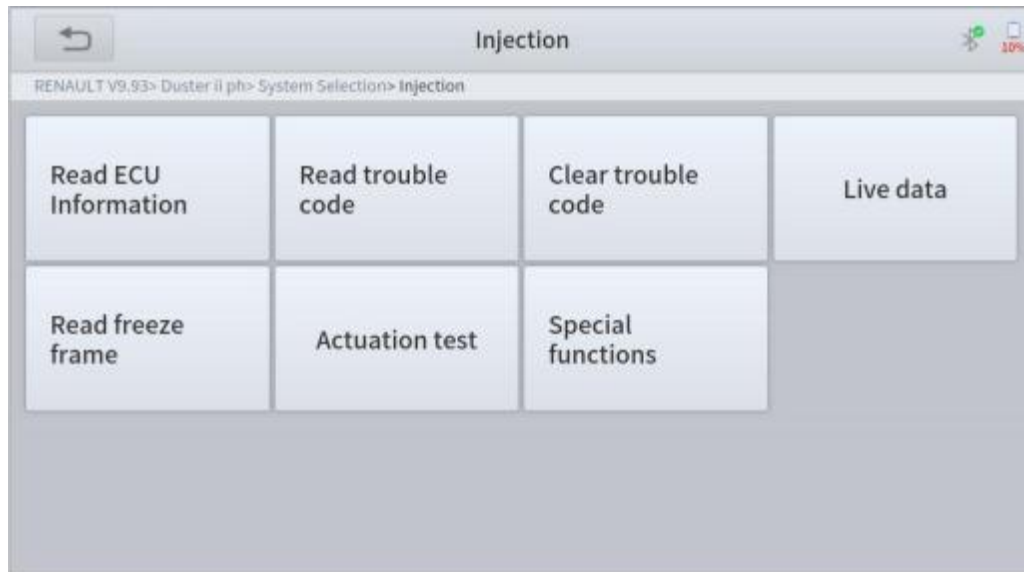 Injection
10%
RENAULT V9.93> Duster ii ph> System Selection> Injection
Read ECU
Information
Read trouble
code
Clear trouble
code
Live data
Read freeze
frame
Actuation test
Special
functions